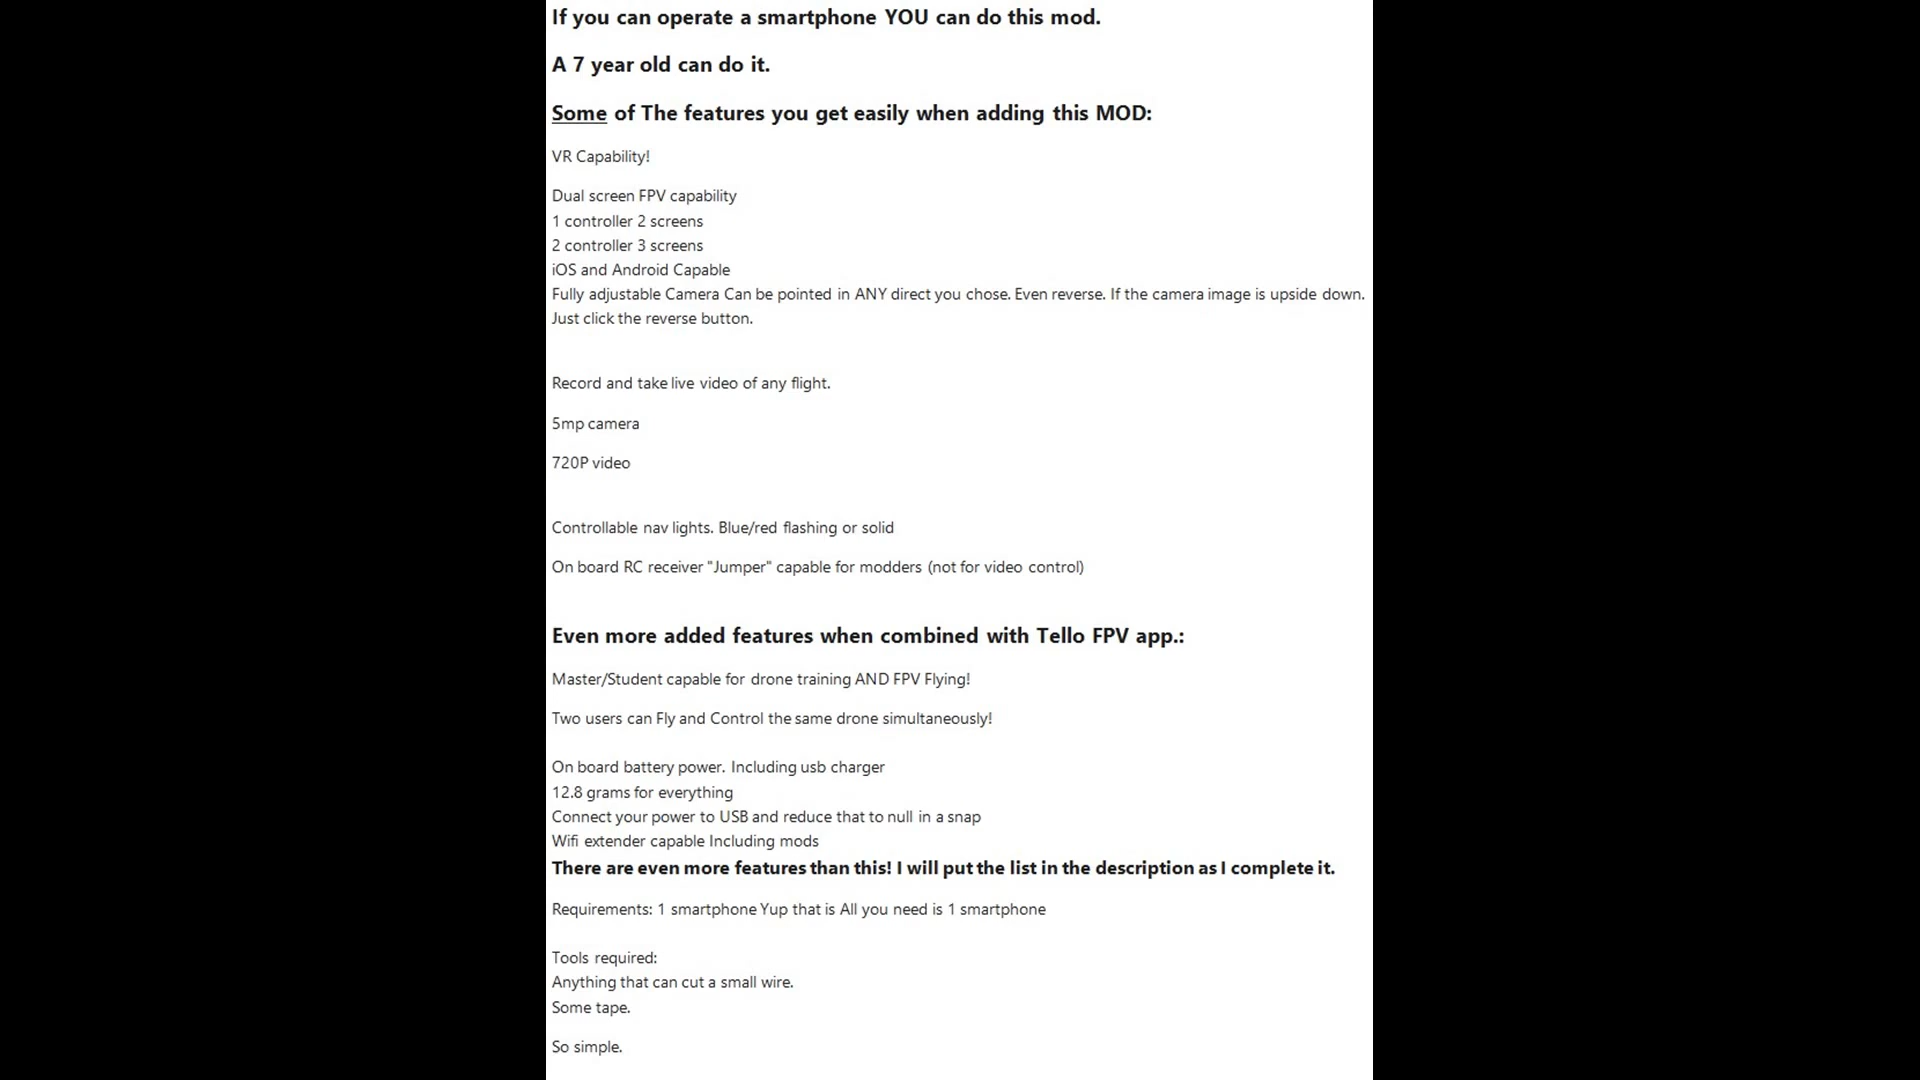 If you can operate a smartphone YOU can do this mod.
A 7 year old can do it.
Some of The features you get easily when adding this MOD:
VR Capability!
Dual screen FPV capability
1 controller 2 screens
2 controller 3 screens
iOS and Android Capable
Fully adjustable Camera Can be pointed in ANY direct you chose. Even reverse. If the camera image is upside down.
Just click the reverse button.
Record and take live video of any flight.
5mp camera
720P video
Controllable nav lights. Blue/red flashing or solid
On board RC receiver "Jumper" capable for modders (not for video control)
Even more added features when combined with Tello FPV app.:
Master/Student capable for drone training AND FPV Flying!
Two users can Fly and Control the same drone simultaneously!
On board battery power. Including usb charger
12.8 grams for everything
Connect your power to USB and reduce that to null in a snap
Wifi extender capable Including mods
There are even more features than this! I will put the list in the description as I complete it.
Requirements: 1 smartphone Yup that is All you need is 1 smartphone
Tools required:
Anything that can cut a small wire.
Some tape.
So simple.